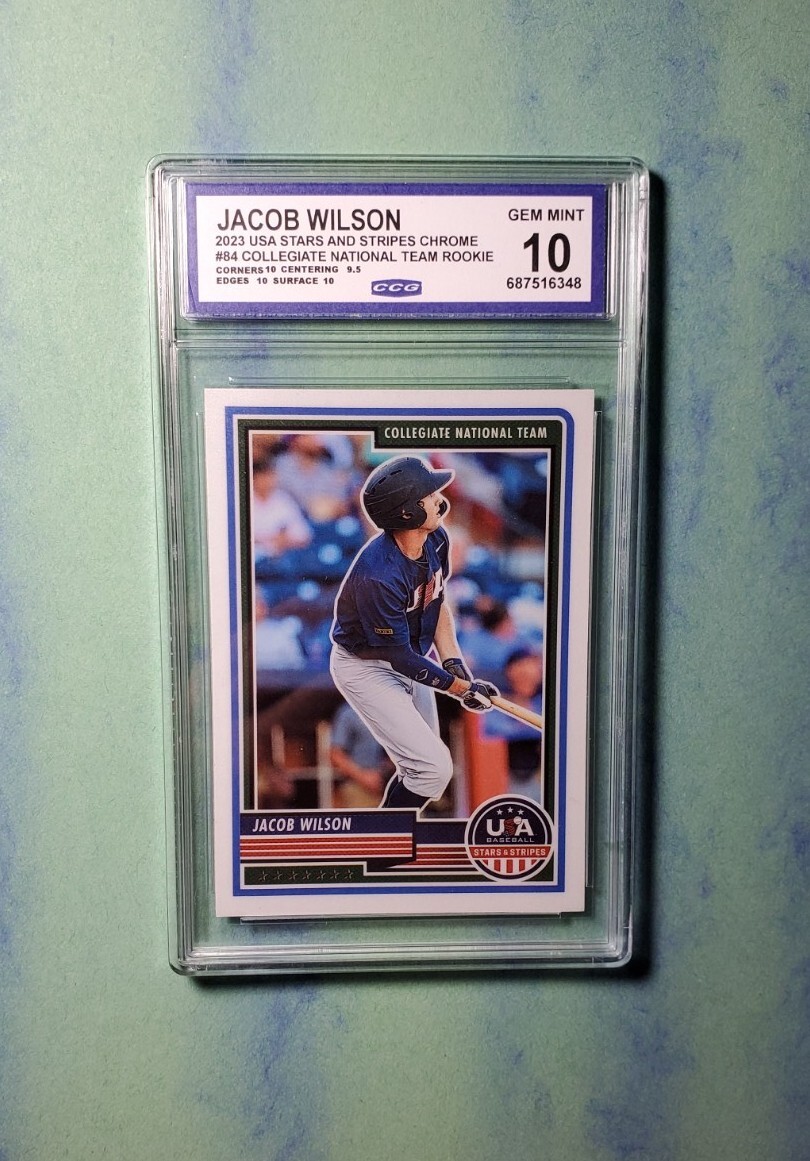 JACOB WILSON
2023 USA STARS AND STRIPES CHROME
#84 COLLEGIATE NATIONAL TEAM ROOKIE
CORNERS 10 CENTERING 9.5
EDGES 10 SURFACE 10
CCG
GEM MINT
10
687516348
COLLEGIATE NATIONAL TEAM
JACOB WILSON
USA
BASEBALL
STARS & STRIPES